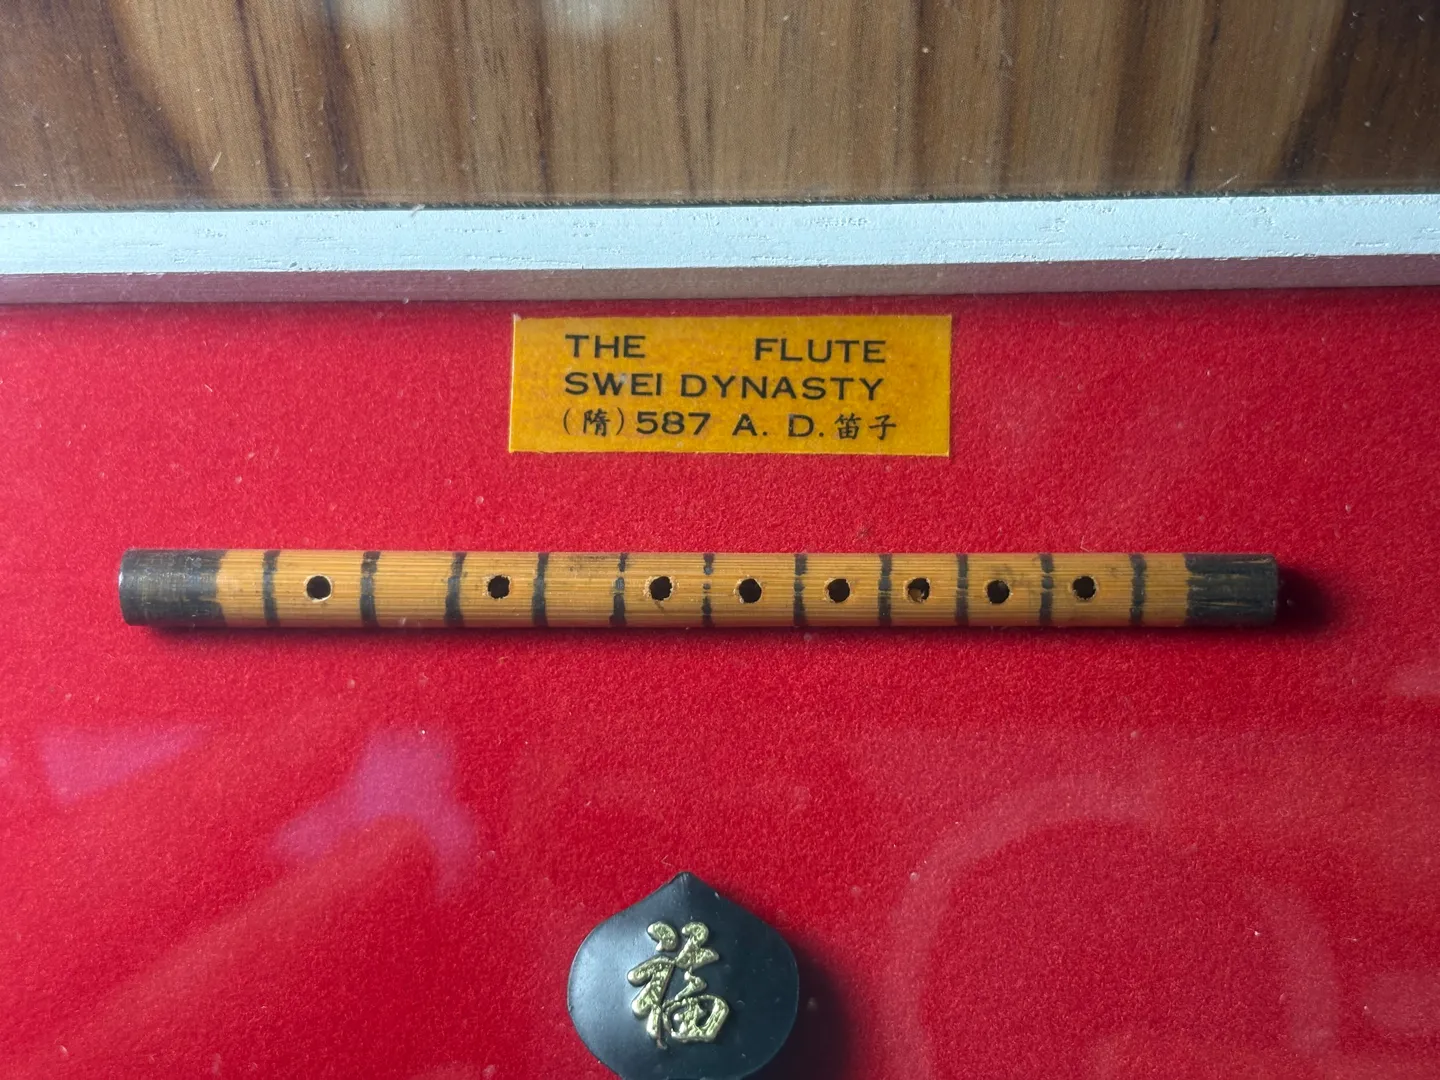 THE FLUTE
SWEI DYNASTY
(隋) 587 A. D. 笛子
福